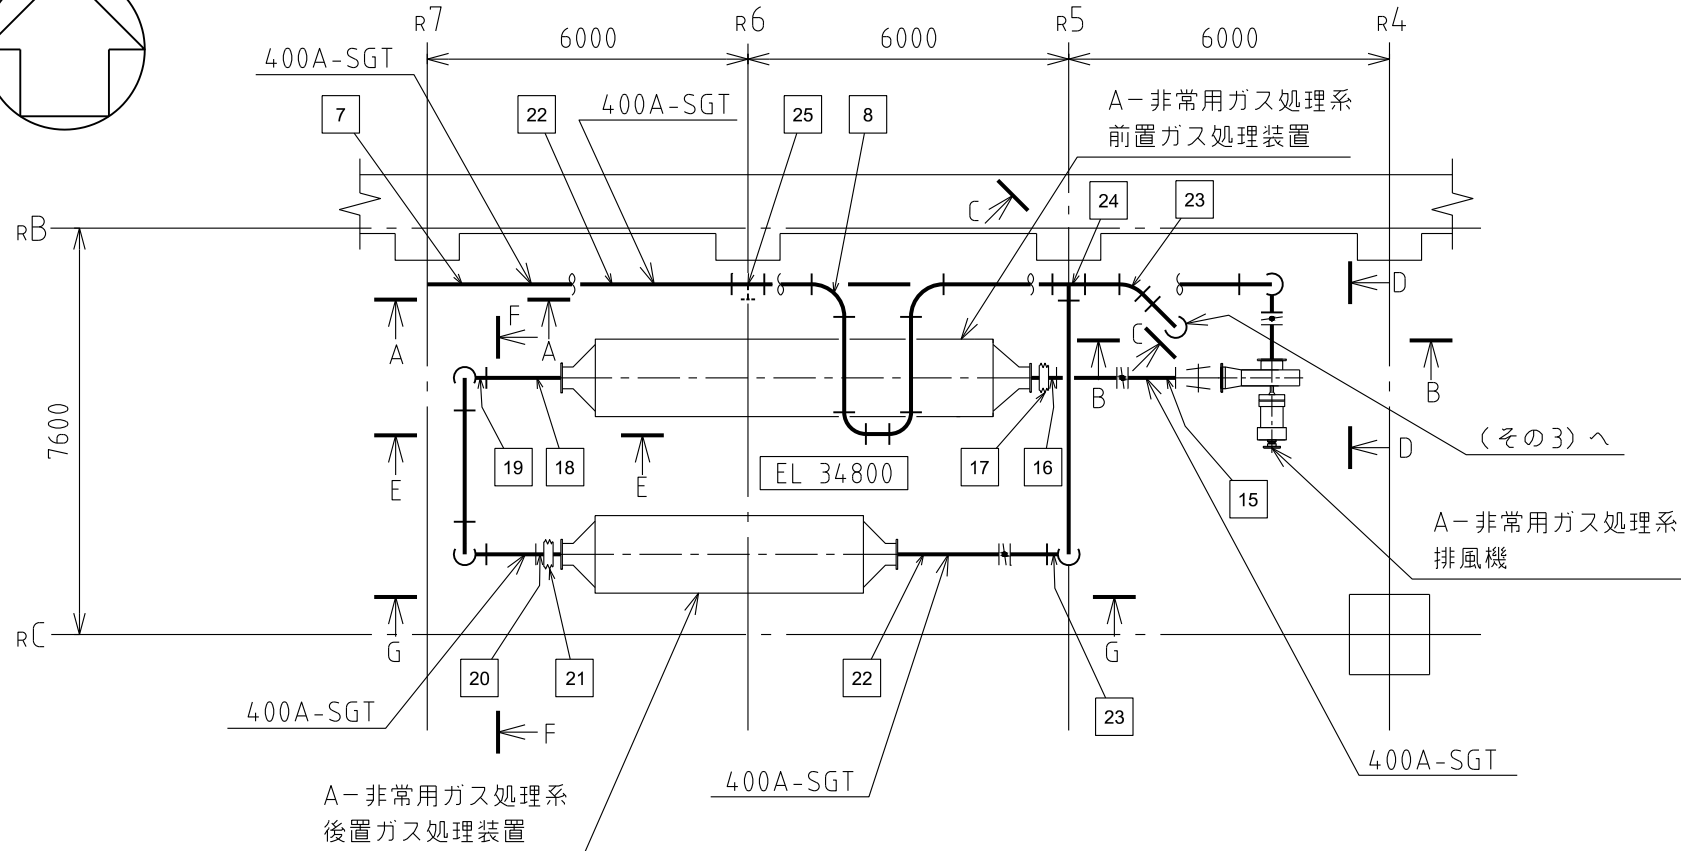 R7
R6
R5
R4
6000
6000
6000
400A-SGT
400A-SGT
A-非常用ガス処理系
前置ガス処理装置
7
22
25
8
24
23
C
RB
D
A
F
A
C
B
B
D
7600
(その3)へ
19
18
17
16
15
E
E
EL 34800
A-非常用ガス処理系
排風機
RC
G
G
20
21
22
23
400A-SGT
F
400A-SGT
400A-SGT
A-非常用ガス処理系
後置ガス処理装置